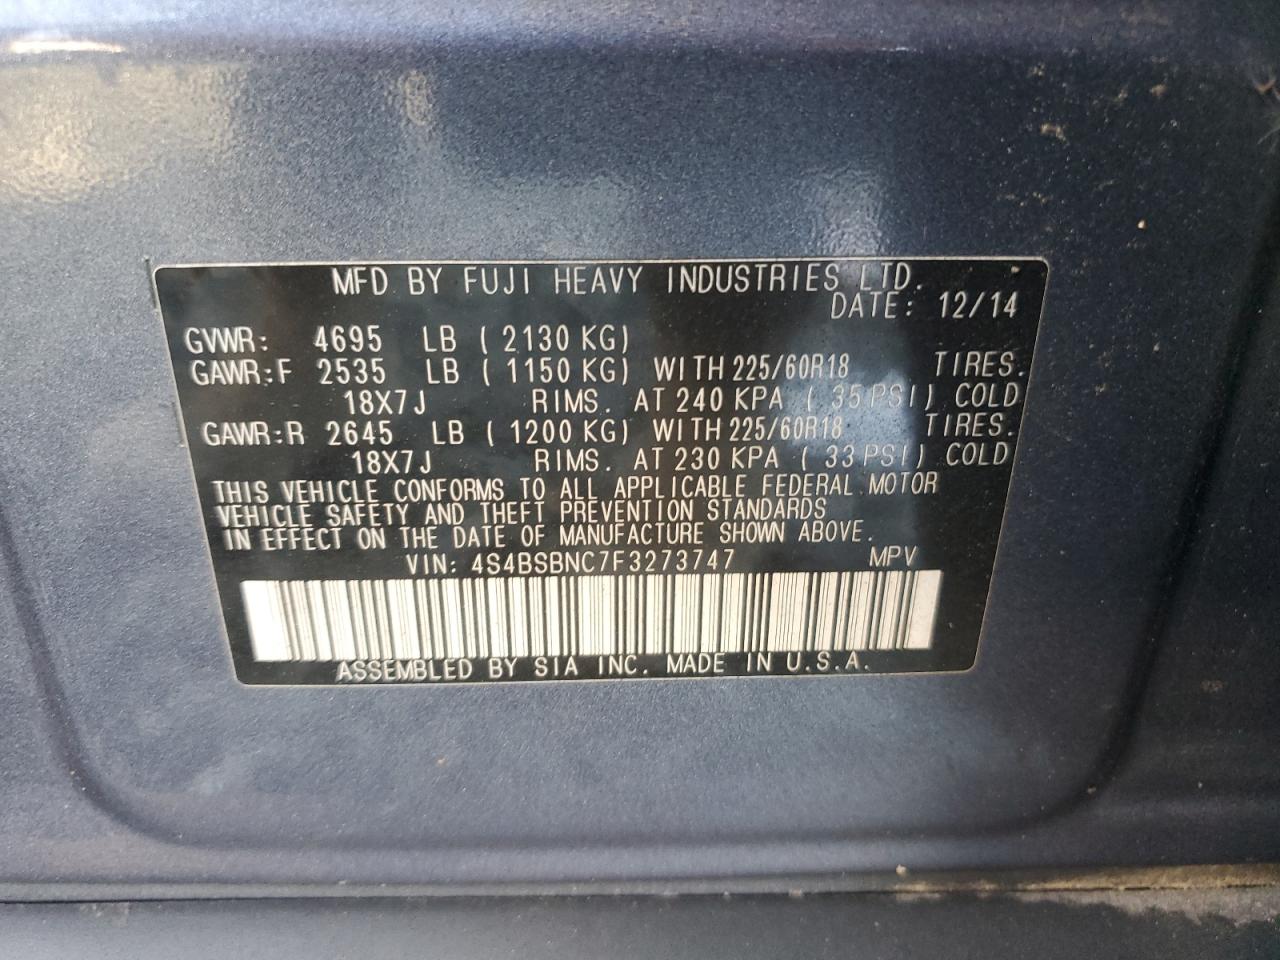 MFD BY FUJI HEAVY INDUSTRIES LTD.
DATE: 12/14
GVWR: 4695 LB ( 2130 KG)
GAWR:F 2535 LB ( 1150 KG) WITH 225/60R18 TIRES.
18X7J RIMS. AT 240 KPA ( 35 PSI) COLD
GAWR:R 2645 LB ( 1200 KG) WITH 225/60R18 TIRES.
18X7J RIMS. AT 230 KPA ( 33 PSI) COLD
THIS VEHICLE CONFORMS TO ALL APPLICABLE FEDERAL MOTOR
VEHICLE SAFETY AND THEFT PREVENTION STANDARDS
IN EFFECT ON THE DATE OF MANUFACTURE SHOWN ABOVE.
VIN: 4S4BSBNC7F3273747 MPV
ASSEMBLED BY SIA INC. MADE IN U.S.A.